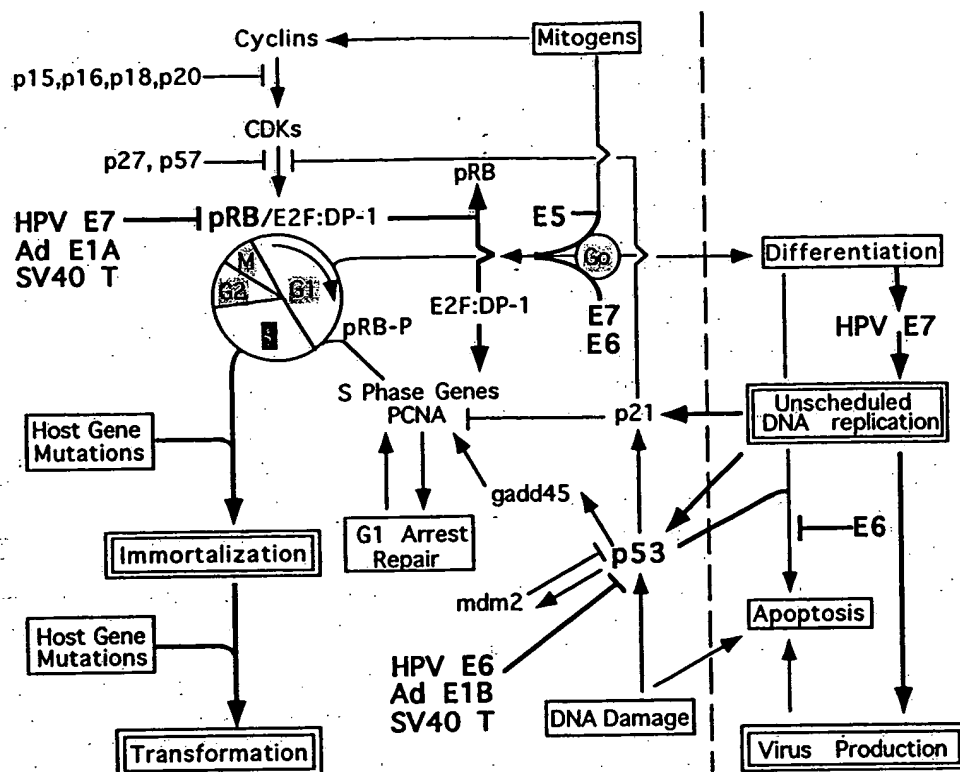 Cyclins
Mitogens
p15,p16,p18,p20
CDKs
p27, p57
pRB
HPV E7
Ad E1A
SV40 T
pRB/E2F:DP-1
E5
Go
Differentiation
M
G2
G1
S
E2F:DP-1
E7
E6
HPV E7
pRB-P
S Phase Genes
PCNA
p21
Unscheduled
DNA replication
Host Gene
Mutations
gadd45
G1 Arrest
Repair
p53
E6
Immortalization
mdm2
Apoptosis
Host Gene
Mutations
HPV E6
Ad E1B
SV40 T
DNA Damage
Transformation
Virus Production